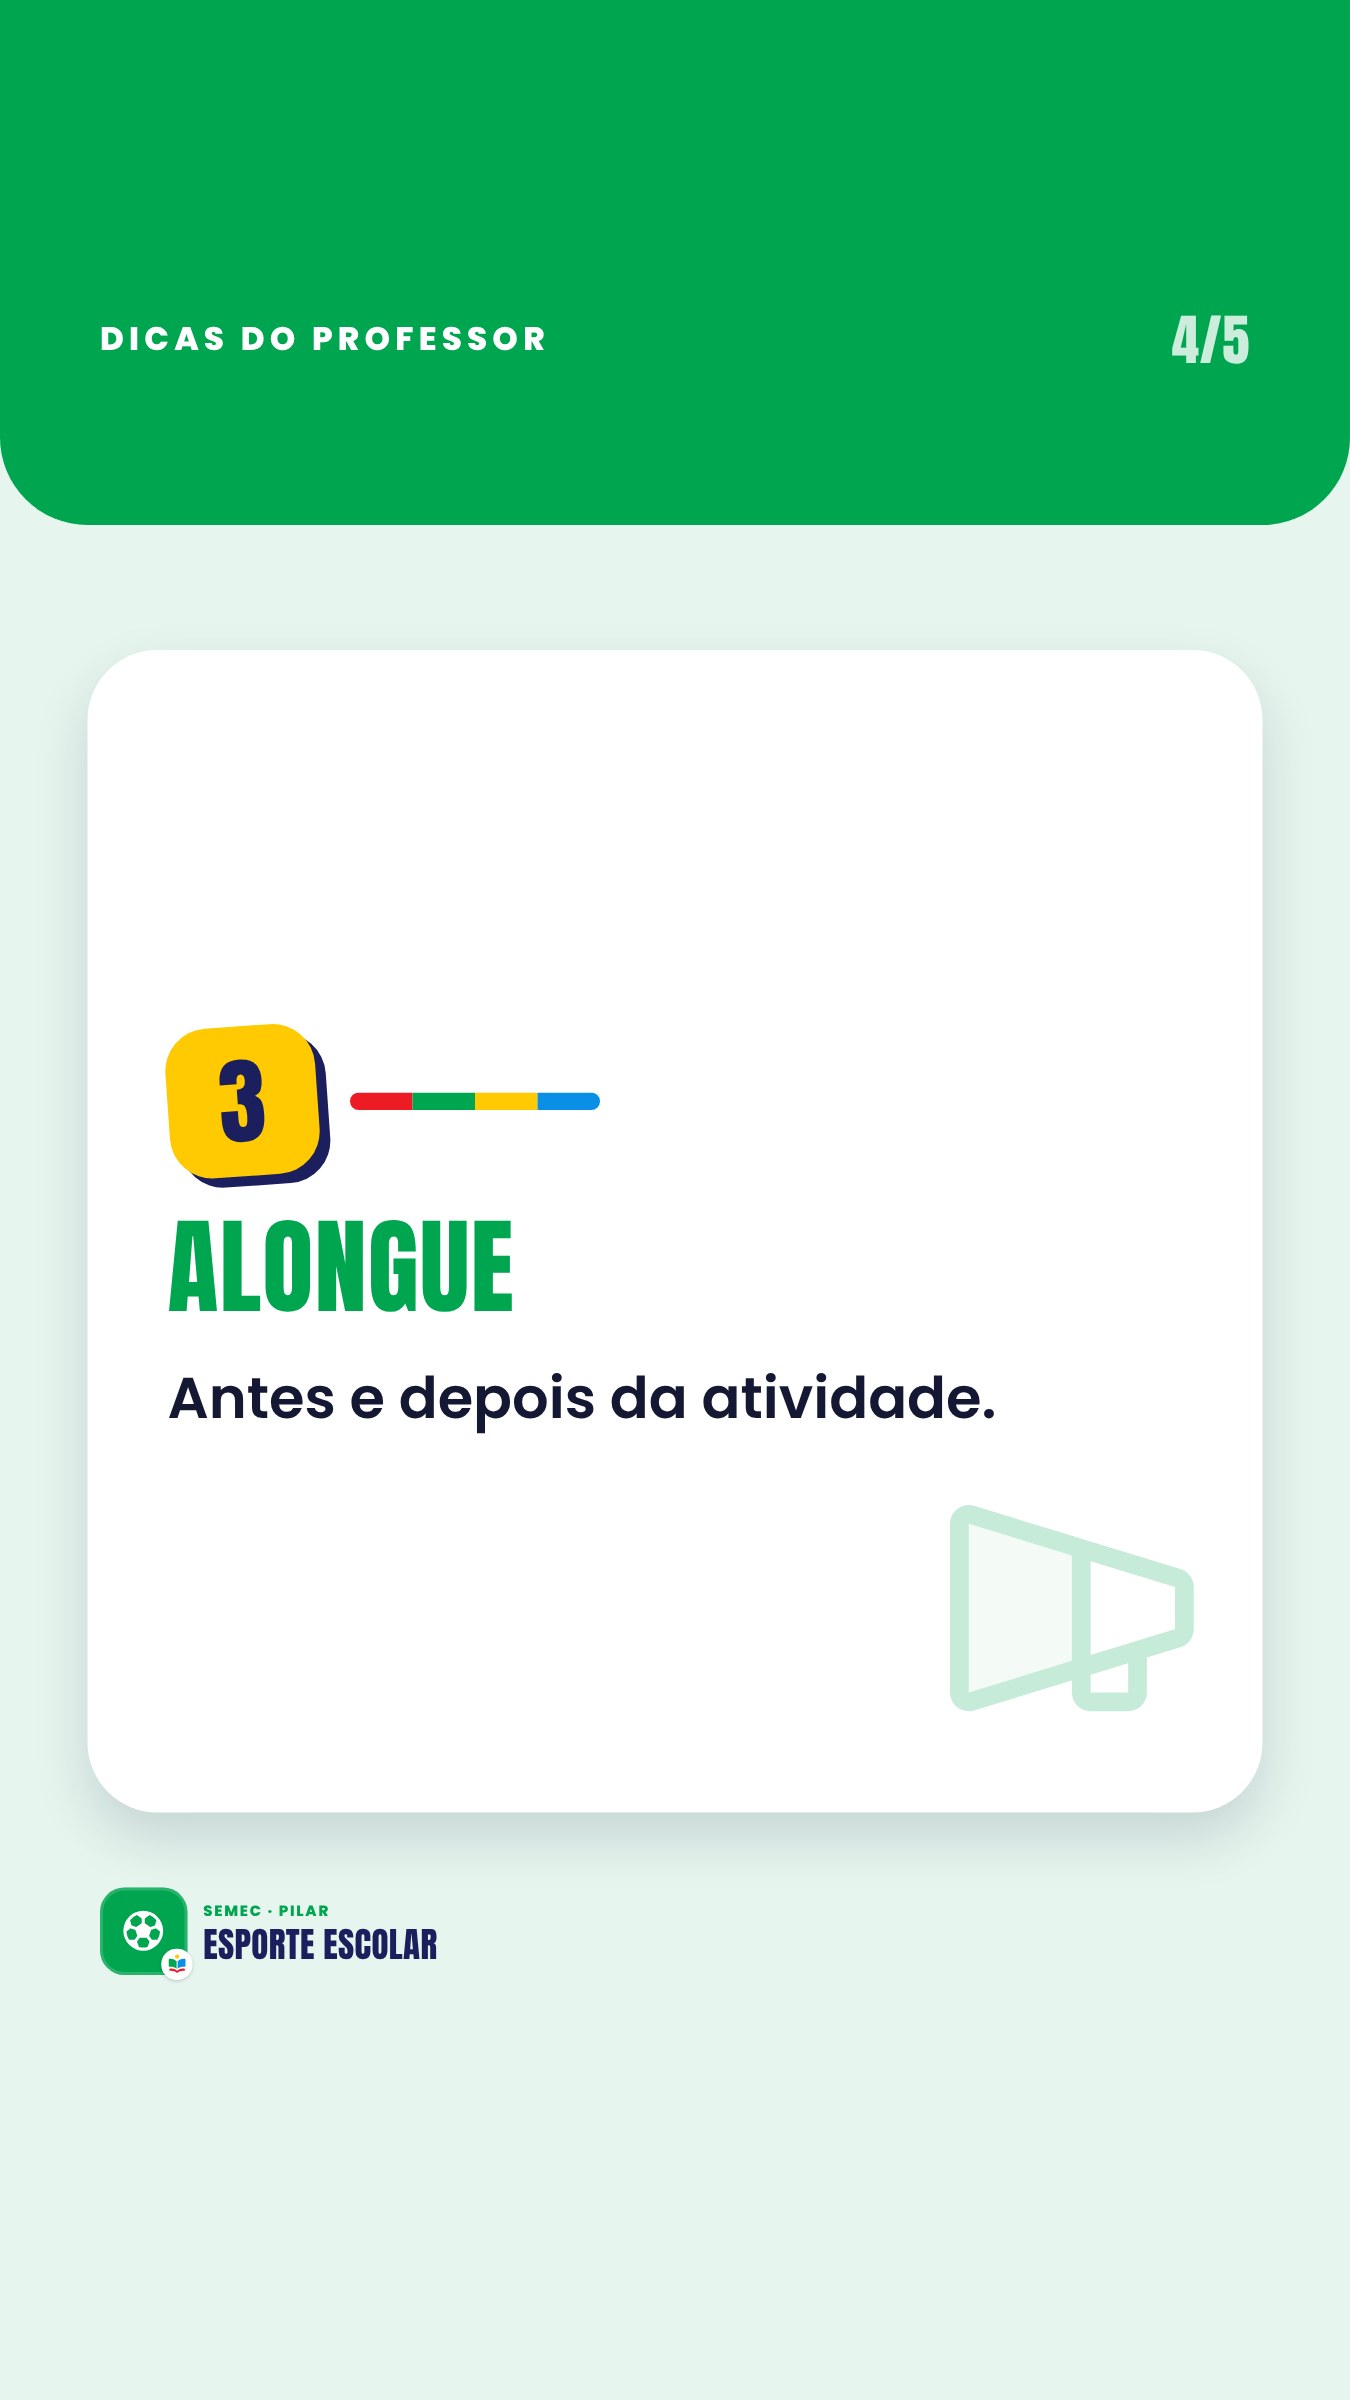 DICAS DO PROFESSOR
4/5
3
ALONGUE
Antes e depois da atividade.
SEMEC · PILAR
ESPORTE ESCOLAR